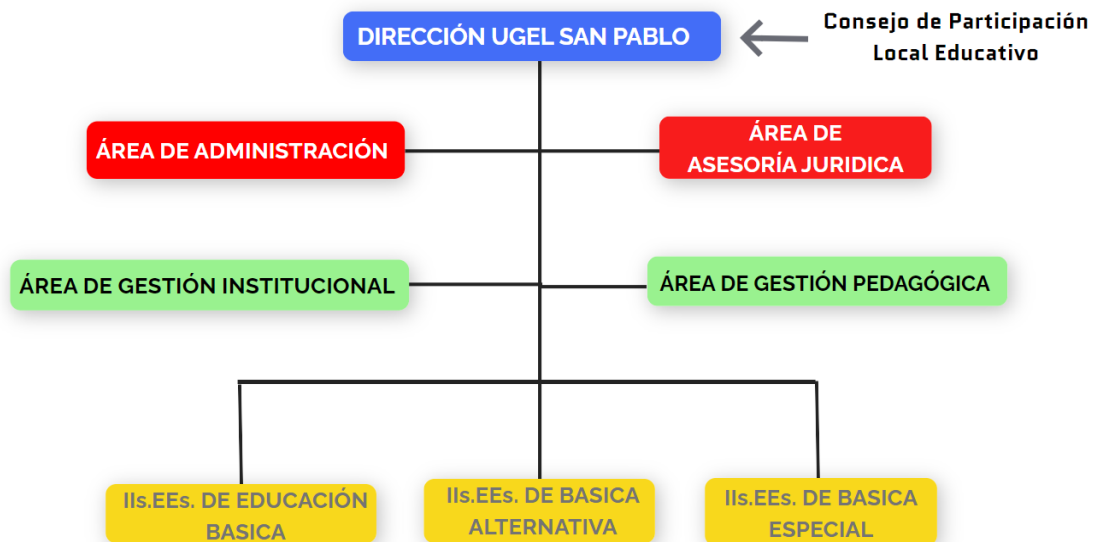 DIRECCIÓN UGEL SAN PABLO
Consejo de Participación
Local Educativo
ÁREA DE ADMINISTRACIÓN
ÁREA DE
ASESORÍA JURIDICA
ÁREA DE GESTIÓN INSTITUCIONAL
ÁREA DE GESTIÓN PEDAGÓGICA
IIs.EEs. DE EDUCACIÓN
BASICA
IIs.EEs. DE BASICA
ALTERNATIVA
IIs.EEs. DE BASICA
ESPECIAL